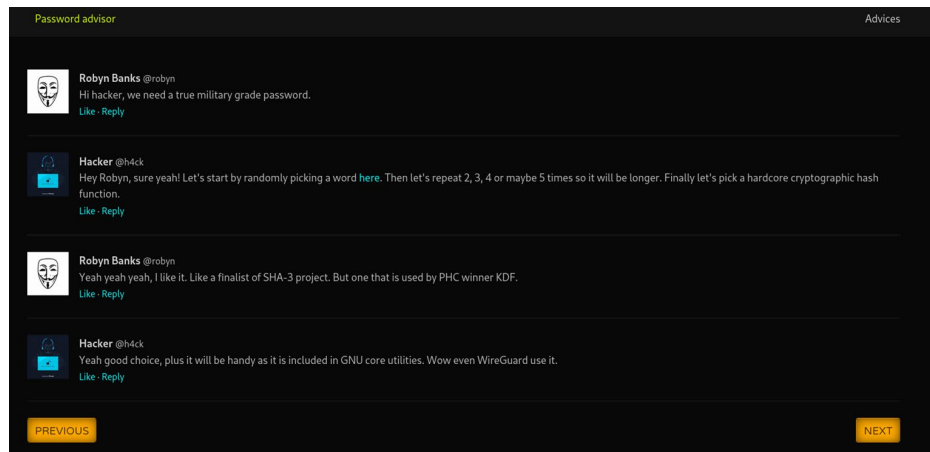 Password advisor
Advices
Robyn Banks @robyn
Hi hacker, we need a true military grade password.
Like · Reply
Hacker @h4ck
Hey Robyn, sure yeah! Let's start by randomly picking a word here. Then let's repeat 2, 3, 4 or maybe 5 times so it will be longer. Finally let's pick a hardcore cryptographic hash
function.
Like · Reply
Robyn Banks @robyn
Yeah yeah yeah, I like it. Like a finalist of SHA-3 project. But one that is used by PHC winner KDF.
Like · Reply
Hacker @h4ck
Yeah good choice, plus it will be handy as it is included in GNU core utilities. Wow even WireGuard use it.
Like · Reply
PREVIOUS
NEXT